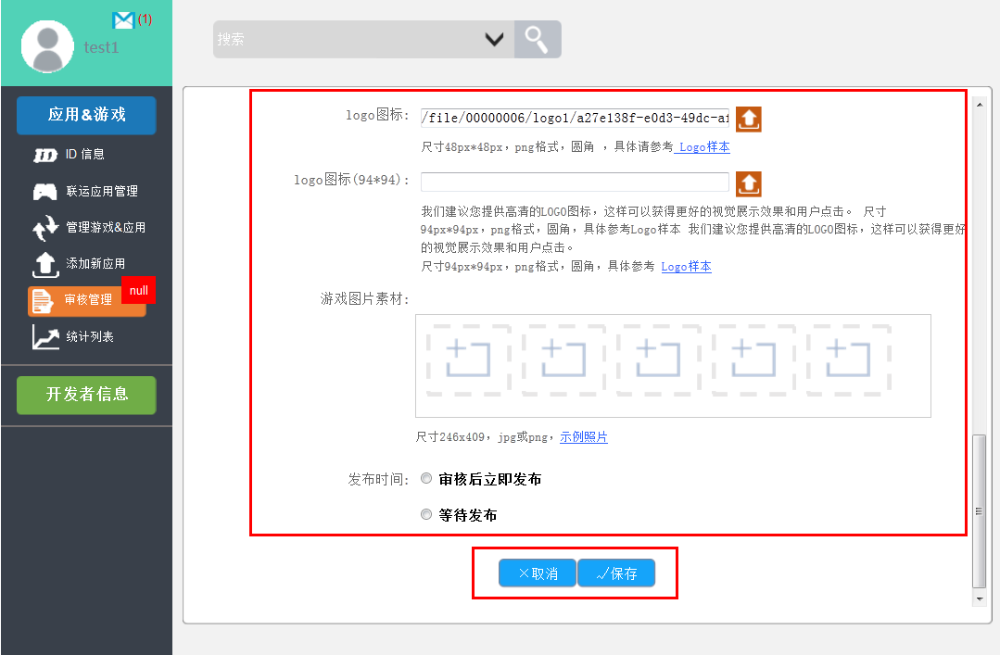 (1)
test1
搜索
应用&游戏
ID 信息
联运应用管理
管理游戏&应用
添加新应用
null
审核管理
统计列表
开发者信息
logo图标:
/file/00000006/logo1/a27e138f-e0d3-49dc-a
尺寸48px*48px，png格式，圆角 ，具体请参考 Logo样本
logo图标(94*94):
我们建议您提供高清的LOGO图标，这样可以获得更好的视觉展示效果和用户点击。 尺寸
94px*94px，png格式，圆角，具体参考Logo样本 我们建议您提供高清的LOGO图标，这样可以获得更好
的视觉展示效果和用户点击。
尺寸94px*94px，png格式，圆角，具体参考 Logo样本
游戏图片素材:
尺寸246x409，jpg或png，示例照片
发布时间:
审核后立即发布
等待发布
取消
保存